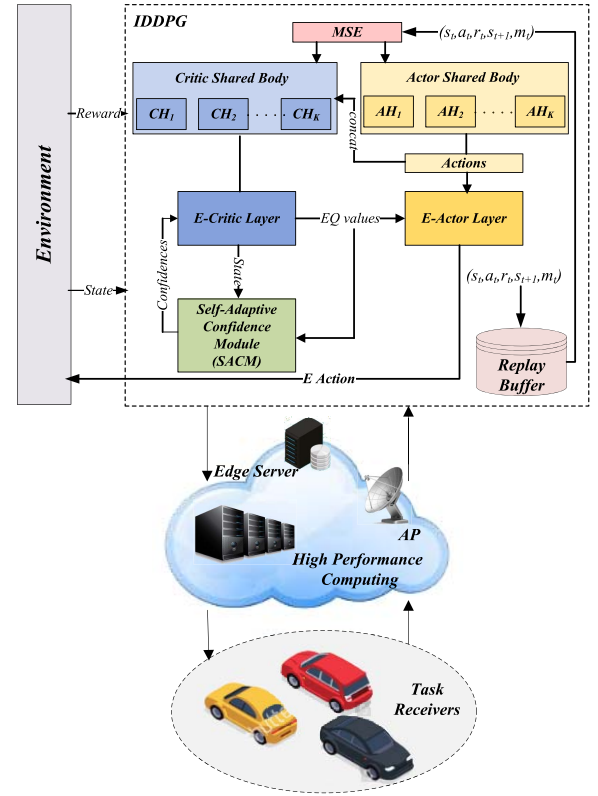 IDDPG
MSE
(s_t,a_t,r_t,s_{t+1},m_t)
Critic Shared Body
CH_1
CH_2
. . . . .
CH_K
Actor Shared Body
AH_1
AH_2
. . . . .
AH_K
Reward
concat
Actions
Environment
E-Critic Layer
EQ values
E-Actor Layer
Confidences
State
State
(s_t,a_t,r_t,s_{t+1},m_t)
Self-Adaptive
Confidence
Module
(SACM)
Replay
Buffer
E Action
Edge Server
AP
High Performance
Computing
Task
Receivers